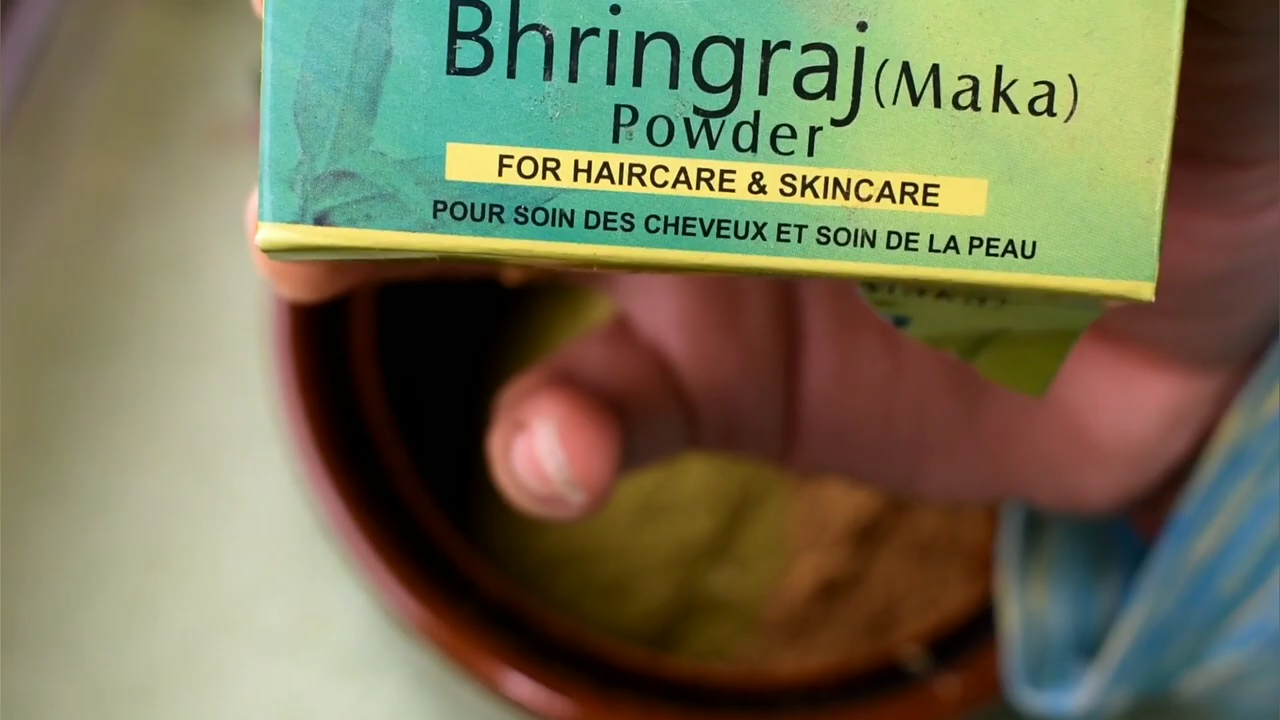 Bhringraj (Maka)
Powder
FOR HAIRCARE & SKINCARE
POUR SOIN DES CHEVEUX ET SOIN DE LA PEAU